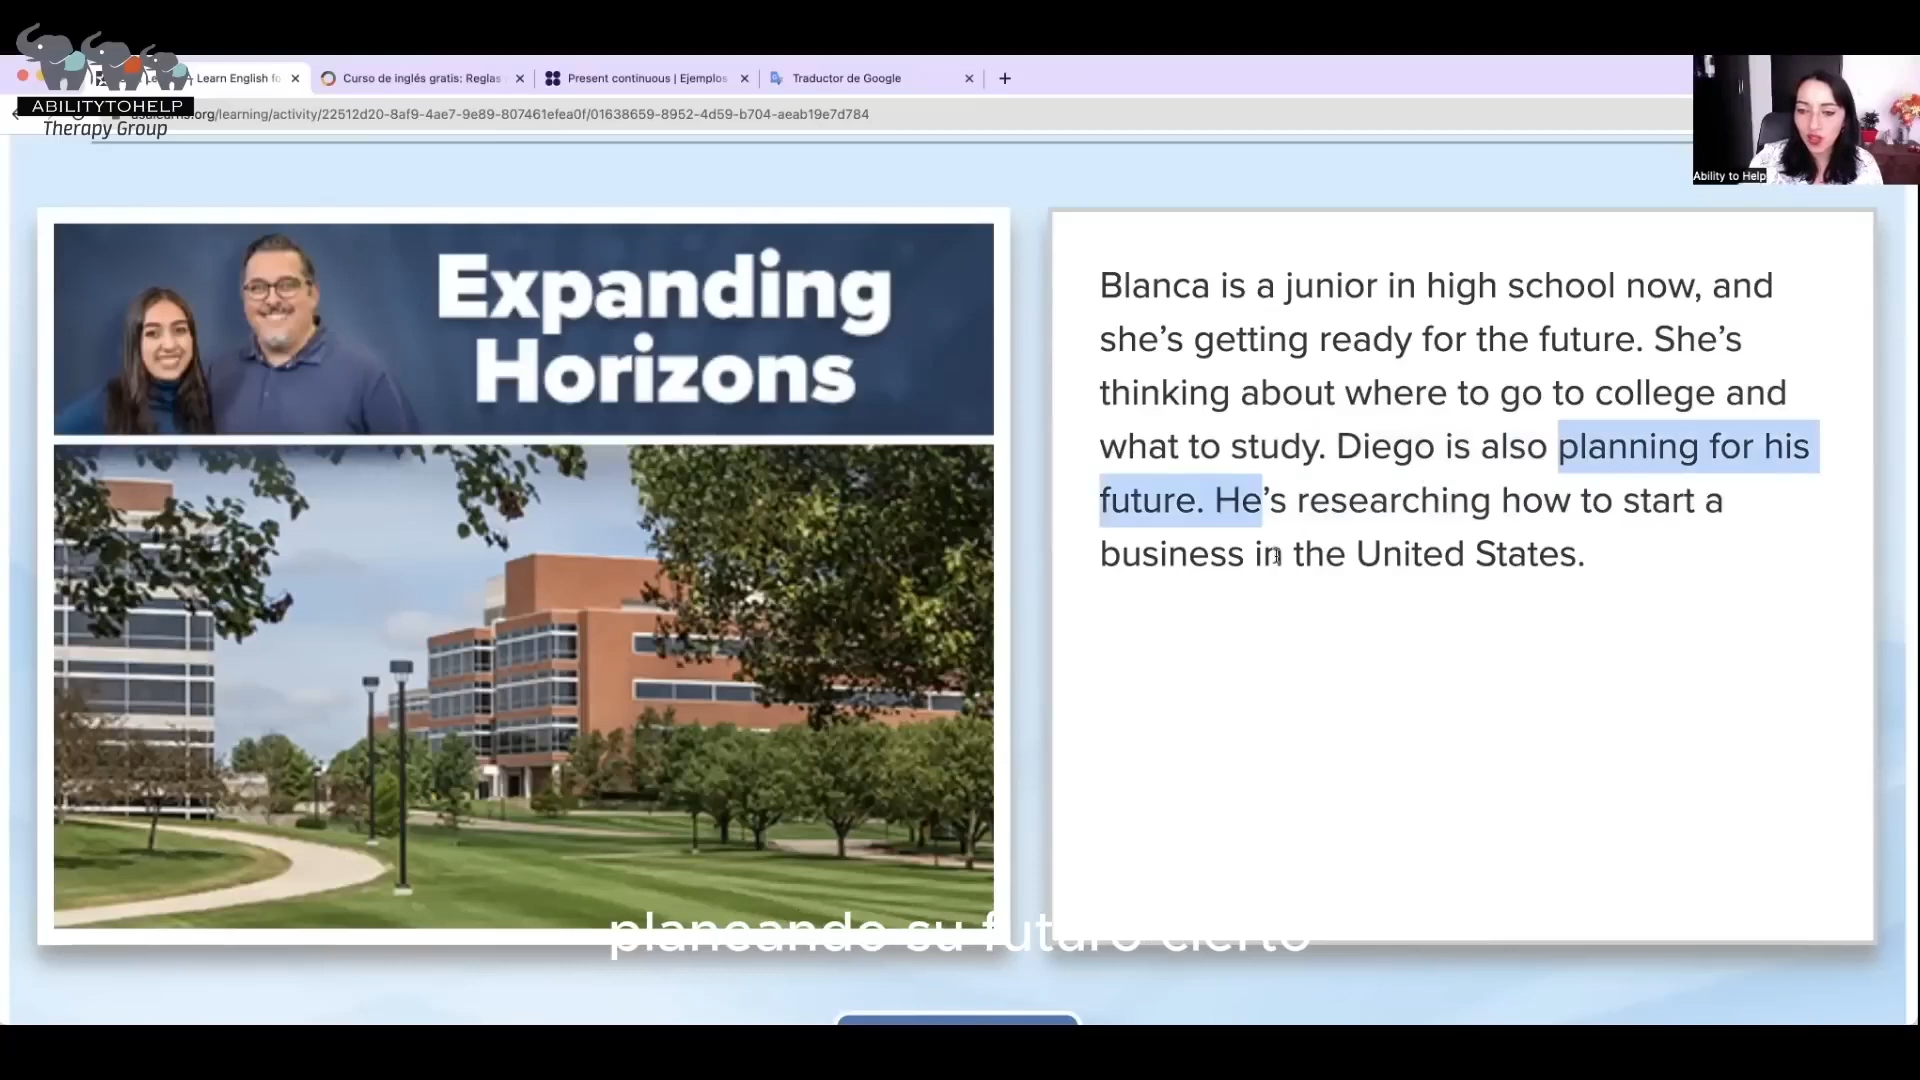 ABILITYTOHELP
Therapy Group
Learn English fo
Curso de inglés gratis: Reglas
Present continuous | Ejemplos
Traductor de Google
.org/learning/activity/22512d20-8af9-4ae7-9e89-807461efea0f/01638659-8952-4d59-b704-aeab19e7d784
Ability to Help
Expanding
Horizons
Blanca is a junior in high school now, and
she’s getting ready for the future. She’s
thinking about where to go to college and
what to study. Diego is also planning for his
future. He’s researching how to start a
business in the United States.
planeando su futuro cierto